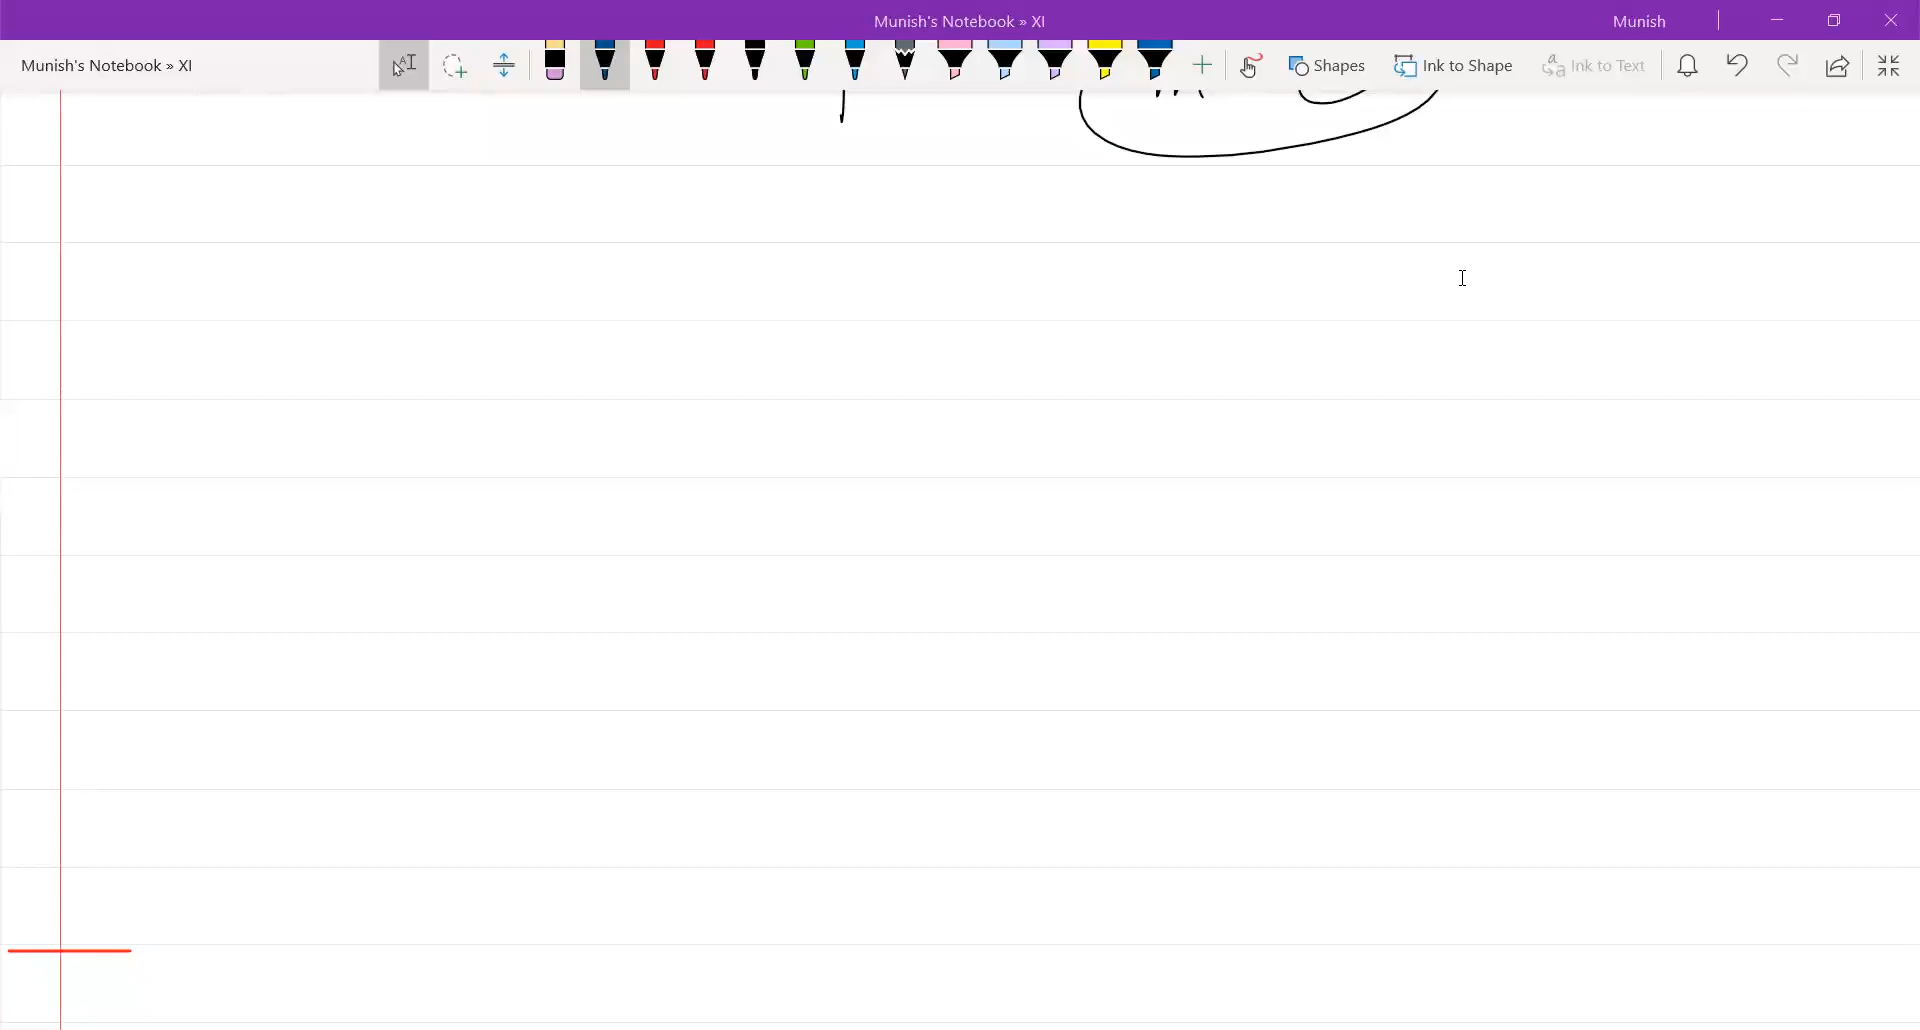 Munish's Notebook » XI
Munish
Munish's Notebook » XI
Shapes
Ink to Shape
Ink to Text